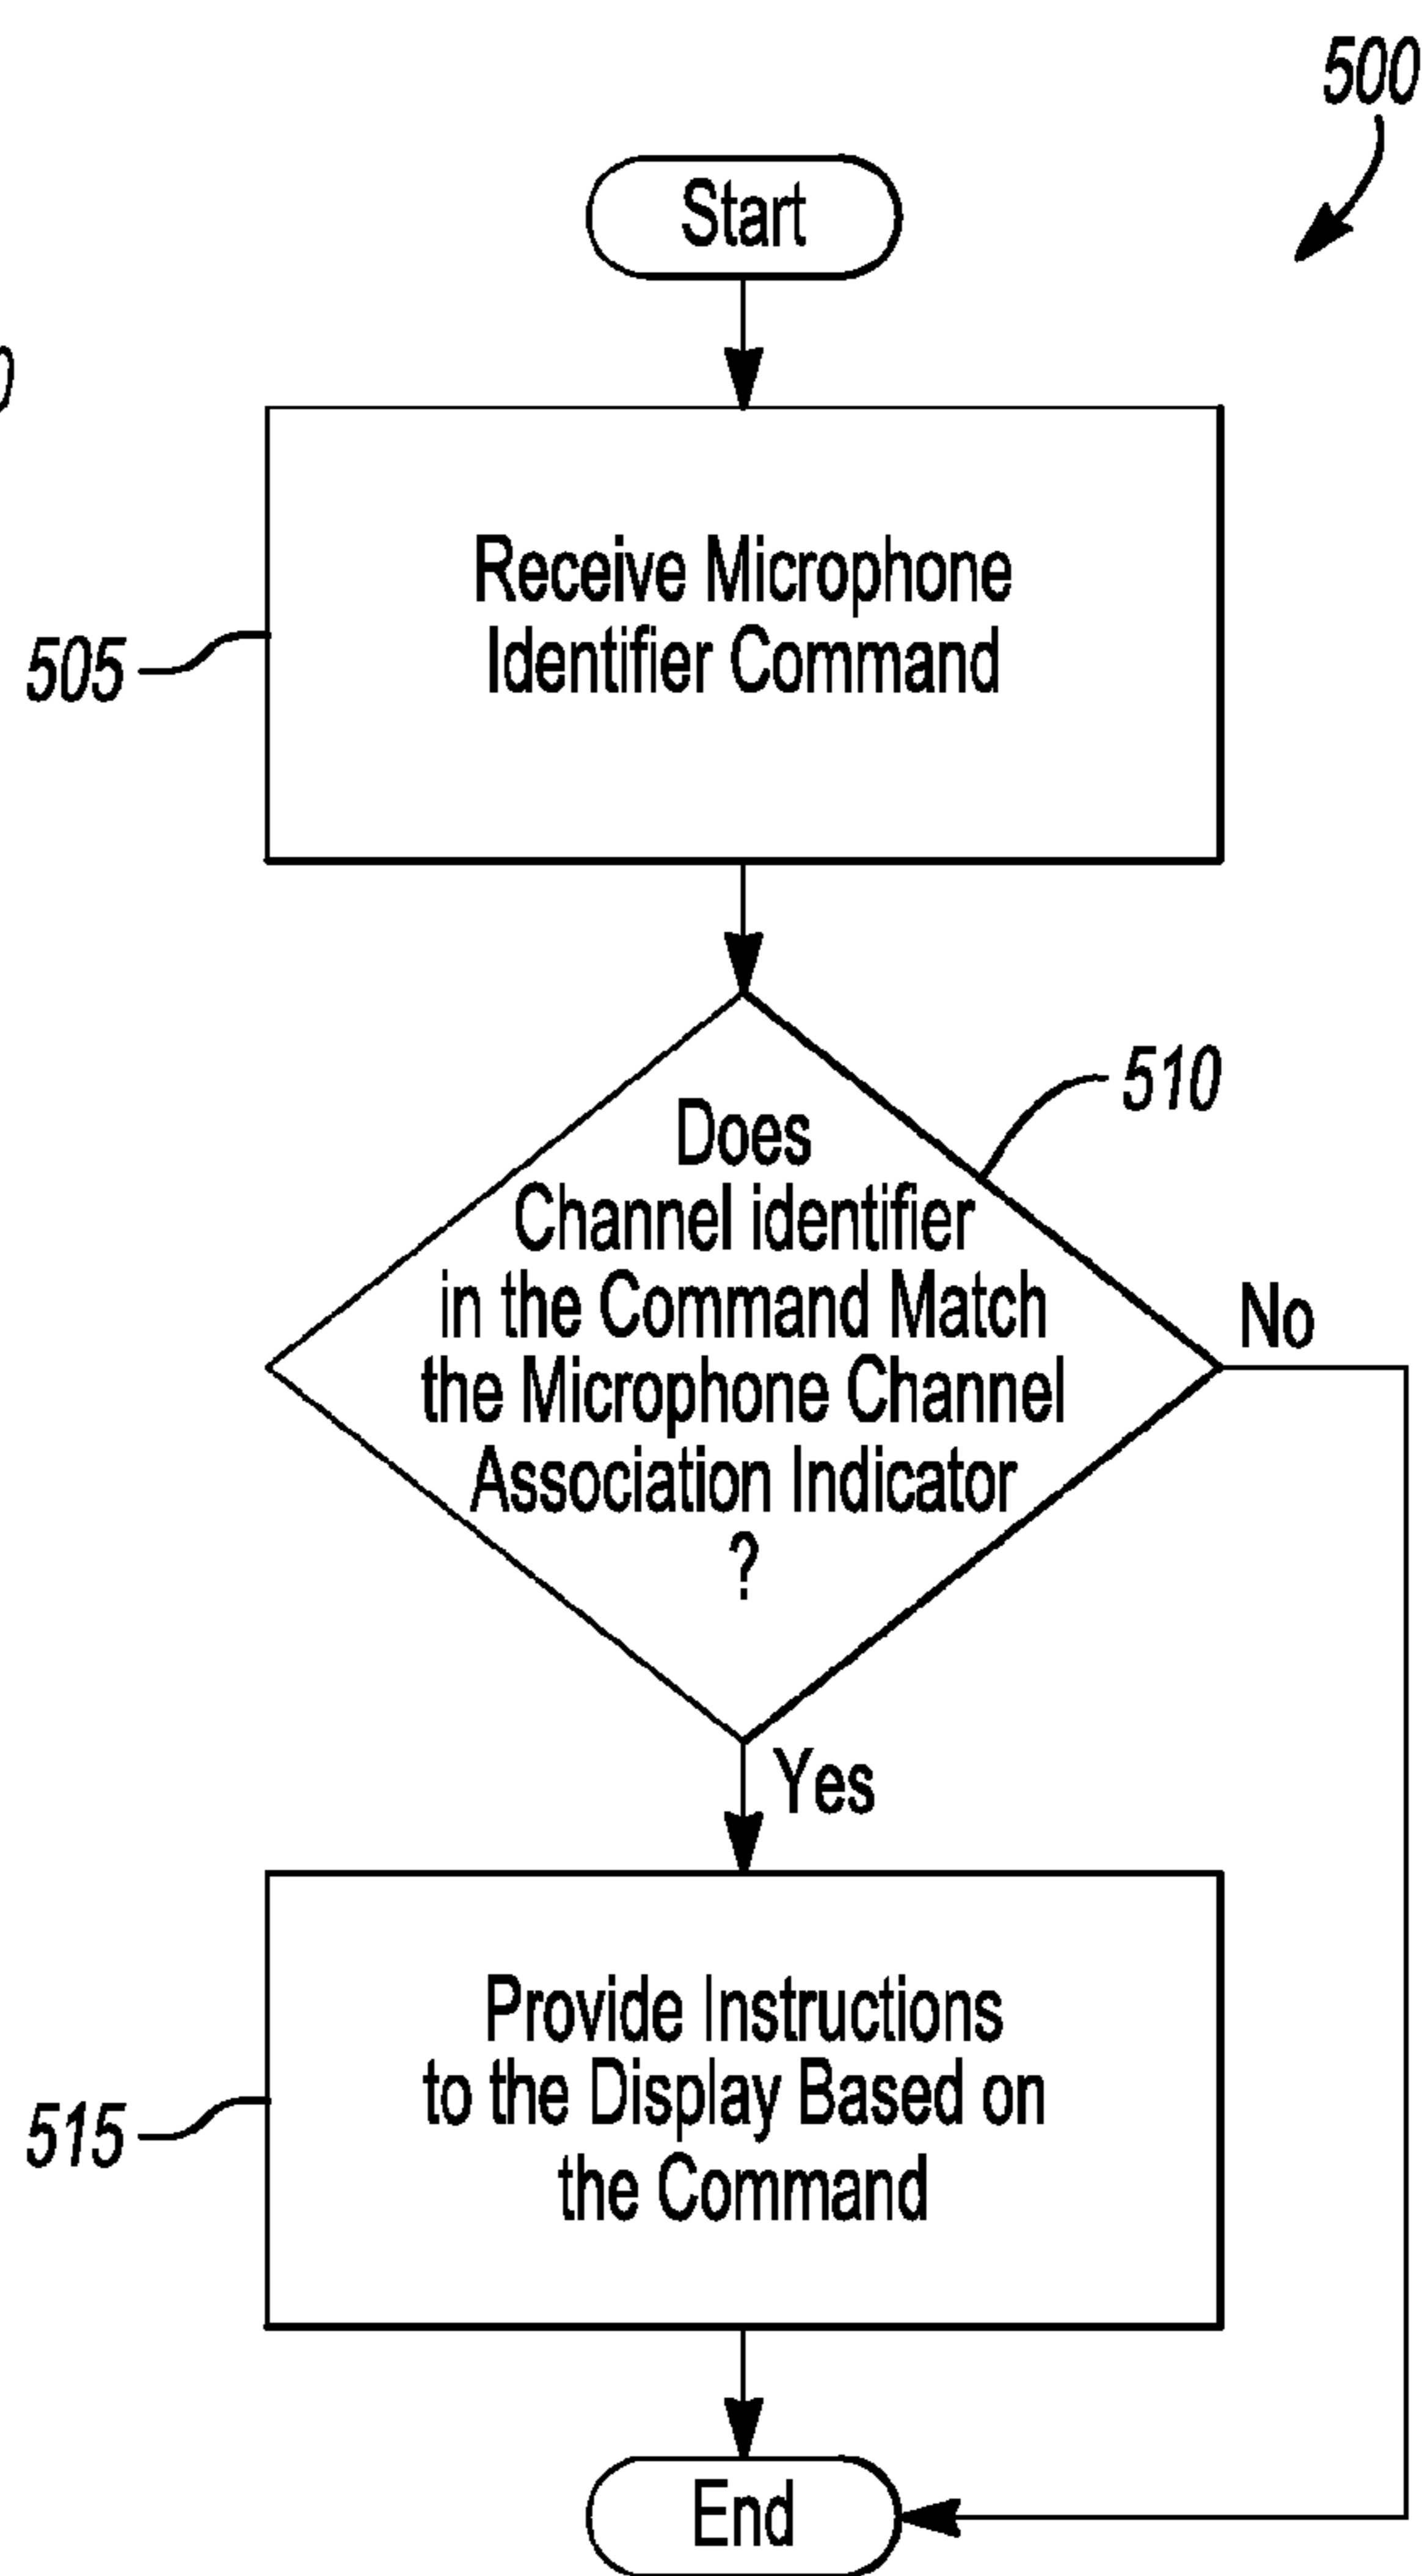 500
Start
Receive Microphone
Identifier Command
505
510
Does
Channel identifier
in the Command Match
the Microphone Channel
Association Indicator
?
No
Yes
Provide Instructions
to the Display Based on
the Command
515
End